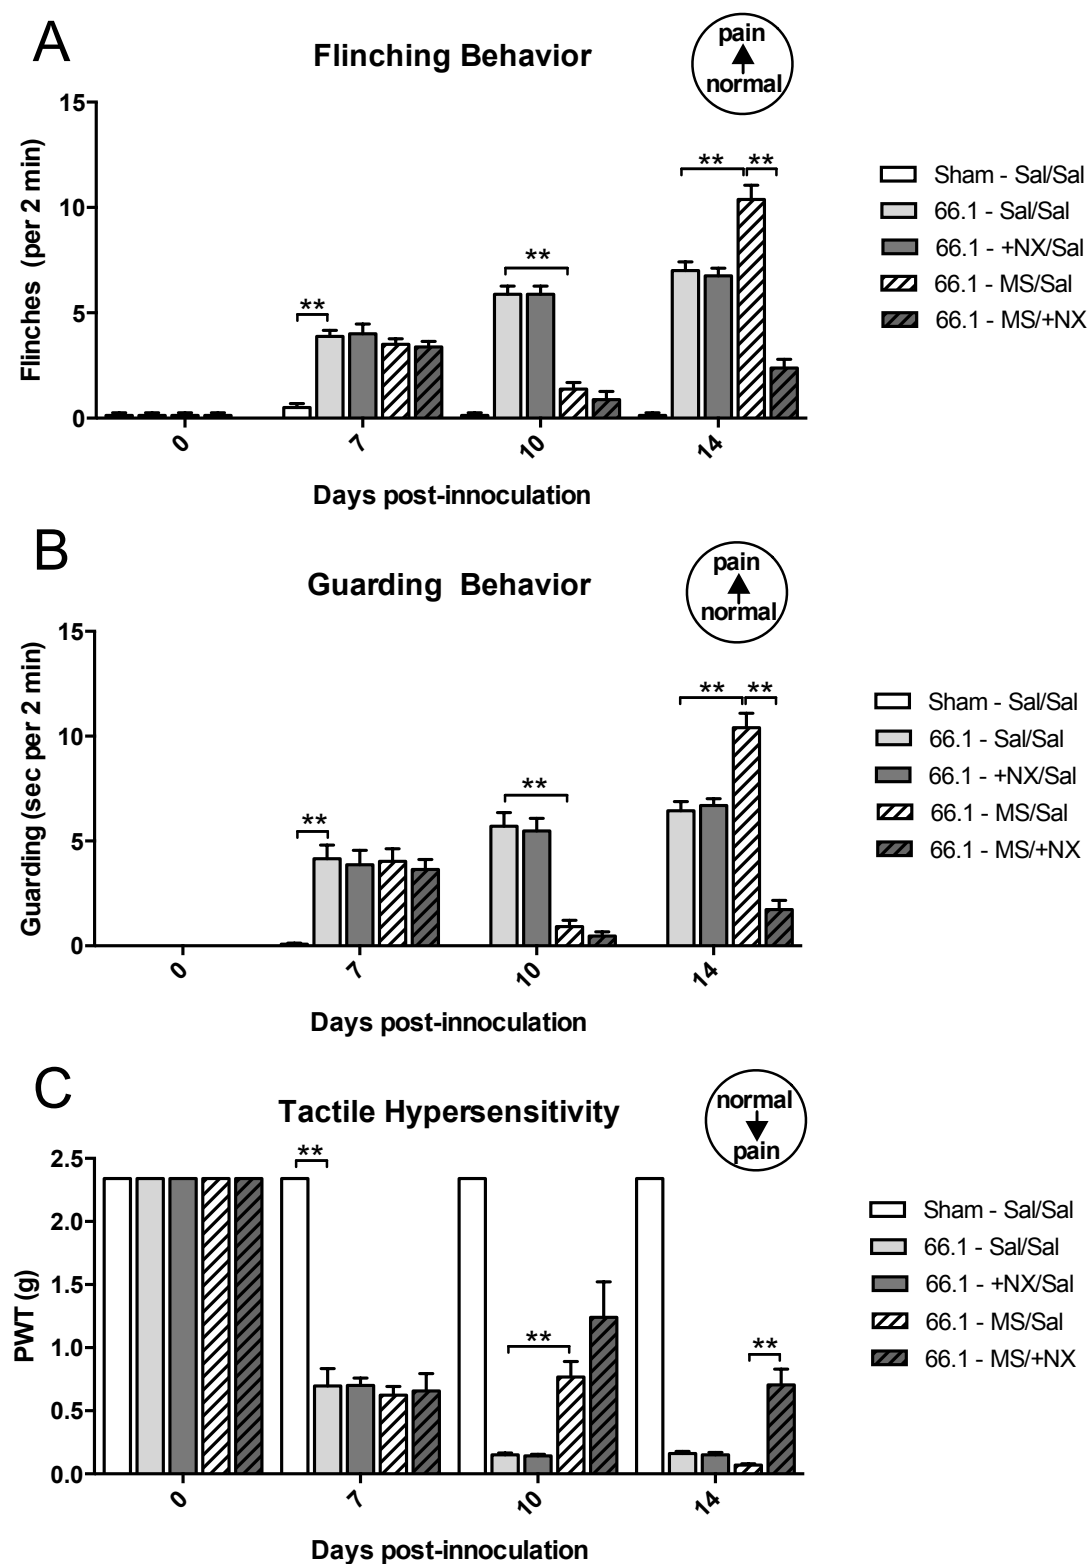 A
Flinching Behavior
pain
normal
15
10
5
0
Flinches (per 2 min)
**
**
**
**
0
7
10
14
Days post-innoculation
Sham - Sal/Sal
66.1 - Sal/Sal
66.1 - +NX/Sal
66.1 - MS/Sal
66.1 - MS/+NX
B
Guarding Behavior
pain
normal
15
10
5
0
Guarding (sec per 2 min)
**
**
**
**
0
7
10
14
Days post-innoculation
Sham - Sal/Sal
66.1 - Sal/Sal
66.1 - +NX/Sal
66.1 - MS/Sal
66.1 - MS/+NX
C
Tactile Hypersensitivity
normal
pain
2.5
2.0
1.5
1.0
0.5
0.0
PWT (g)
**
**
**
0
7
10
14
Days post-innoculation
Sham - Sal/Sal
66.1 - Sal/Sal
66.1 - +NX/Sal
66.1 - MS/Sal
66.1 - MS/+NX